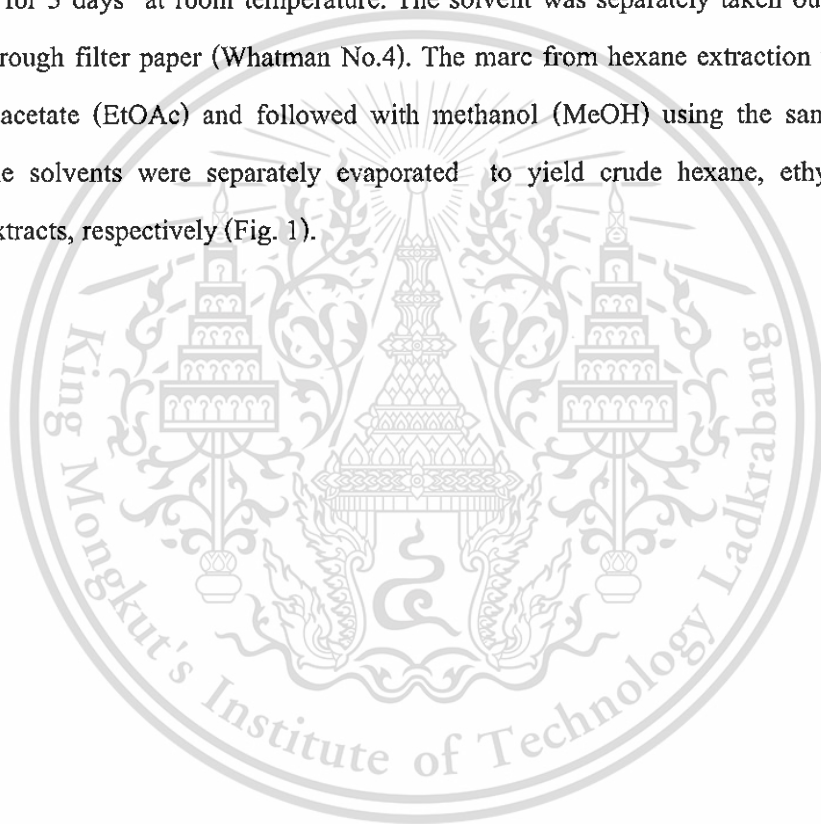 for 3 days at room temperature. The solvent was separately taken ou
rough filter paper (Whatman No.4). The marc from hexane extraction
acetate (EtOAc) and followed with methanol (MeOH) using the san
e solvents were separately evaporated to yield crude hexane, ethy
xtracts, respectively (Fig. 1).
King Mongkut's Institute of Technology Ladkrabang